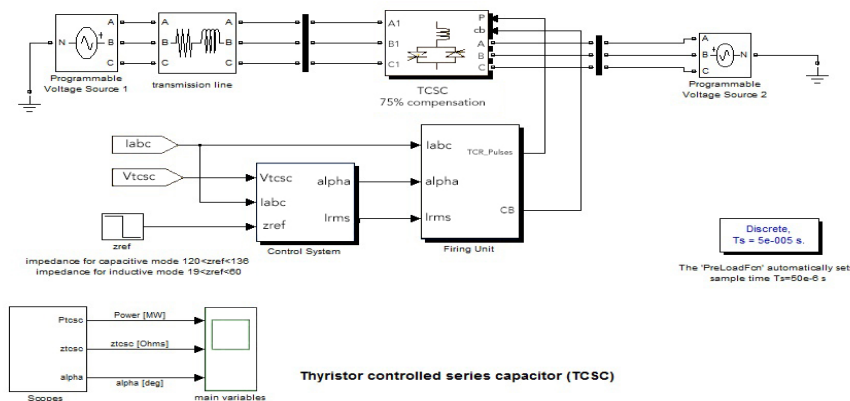 N
A
B
C
Programmable
Voltage Source 1
A
B
C
A
B
C
transmission line
A1
B1
C1
P
cb
A
B
C
TCSC
75% compensation
A
B
C
N
Programmable
Voltage Source 2
Iabc
Vtcsc
zref
Vtcsc
Iabc
zref
alpha
Irms
Control System
Iabc
alpha
Irms
TCR_Pulses
CB
Firing Unit
impedance for capacitive mode 120<zref<136
impedance for inductive mode 19<zref<60
Discrete,
Ts = 5e-005 s.
The 'PreLoadFcn' automatically set
sample time Ts=50e-6 s
Ptcsc
ztcsc
alpha
Scopes
Power [MW]
ztcsc [Ohms]
alpha [deg]
main variables
Thyristor controlled series capacitor (TCSC)